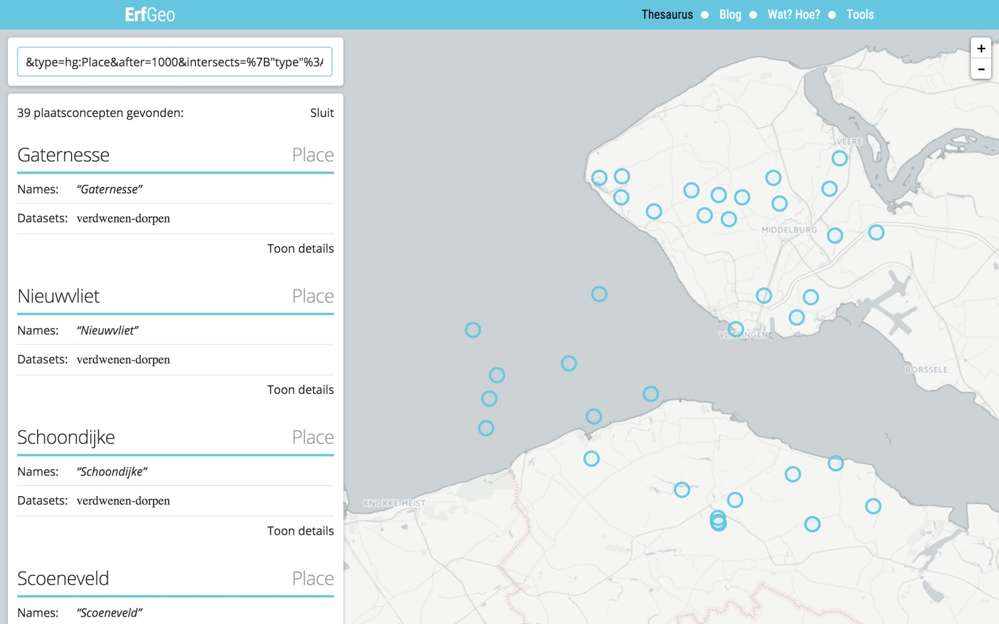 ErfGeo
Thesaurus ● Blog ● Wat? Hoe? ● Tools
&type=hg:Place&after=1000&intersects=%7B"type"%3A
39 plaatsconcepten gevonden: Sluit
Gaternesse Place
Names: “Gaternesse”
Datasets: verdwenen-dorpen
Toon details
Nieuwvliet Place
Names: “Nieuwvliet”
Datasets: verdwenen-dorpen
Toon details
Schoondijke Place
Names: “Schoondijke”
Datasets: verdwenen-dorpen
Toon details
Scoeneveld Place
Names: “Scoeneveld”
+
-
VEERE
MIDDELBURG
VLISSINGEN
BORSSELE
KNOKKE-HEIST